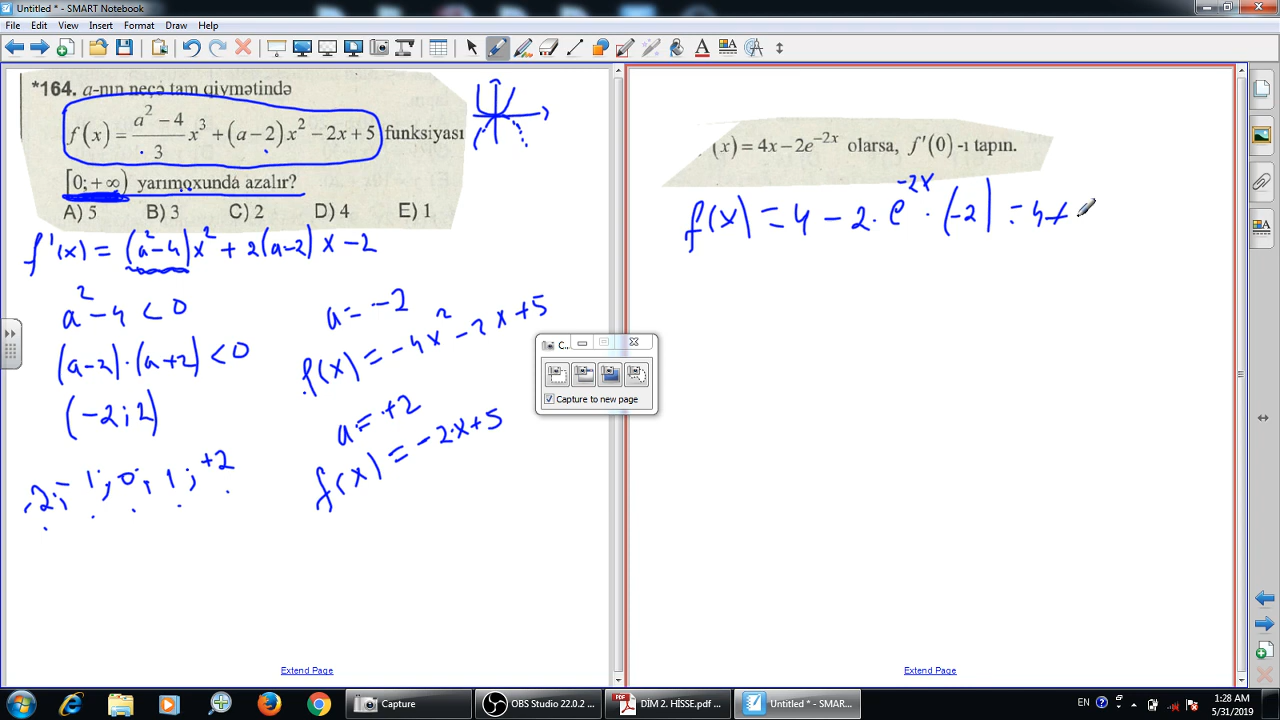 Untitled * - SMART Notebook
File Edit View Insert Format Draw Help
*164. a-nın neçə tam qiymətində
f(x) = (a² − 4)/3 x³ + (a−2)x² − 2x + 5 funksiyası
[0; +∞) yarımoxunda azalır?
A) 5 B) 3 C) 2 D) 4 E) 1
f'(x) = (a²−4)x² + 2(a−2)x − 2
a² − 4 < 0
(a−2)·(a+2) < 0
(−2; 2)
-2; -1; 0; 1; +2
a = −2
f(x) = −4x² − 2x + 5
a = +2
f(x) = −2·x + 5
C..
Capture to new page
Extend Page
(x) = 4x − 2e^{−2x} olarsa, f'(0) -ı tapın.
f(x) = 4 − 2·e^{−2x}·(−2) = 4+
Extend Page
Capture
OBS Studio 22.0.2 ...
DİM 2. HİSSE.pdf ...
Untitled * - SMAR...
EN
1:28 AM
5/31/2019